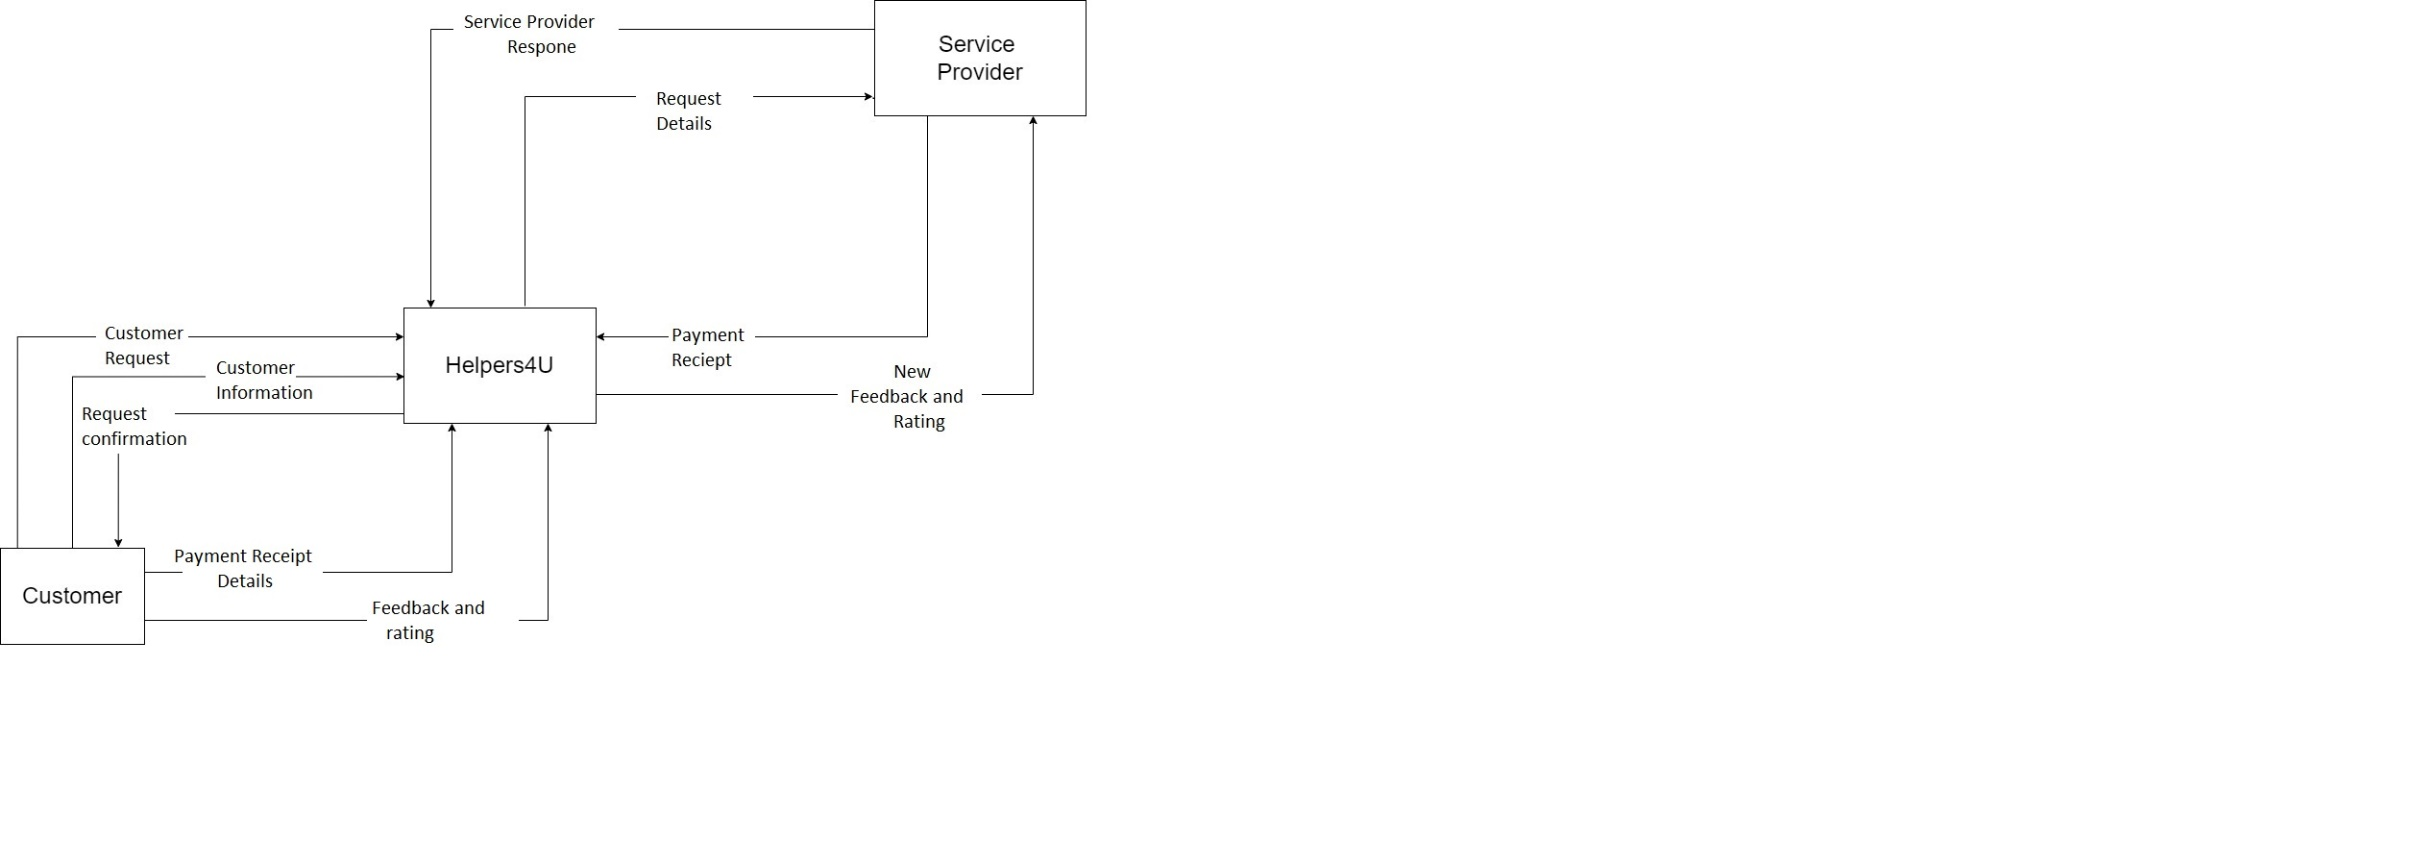 Service Provider
Respone
Service
Provider
Request
Details
Customer
Request
Customer
Information
Request
confirmation
Helpers4U
Payment
Reciept
New
Feedback and
Rating
Payment Receipt
Details
Customer
Feedback and
rating